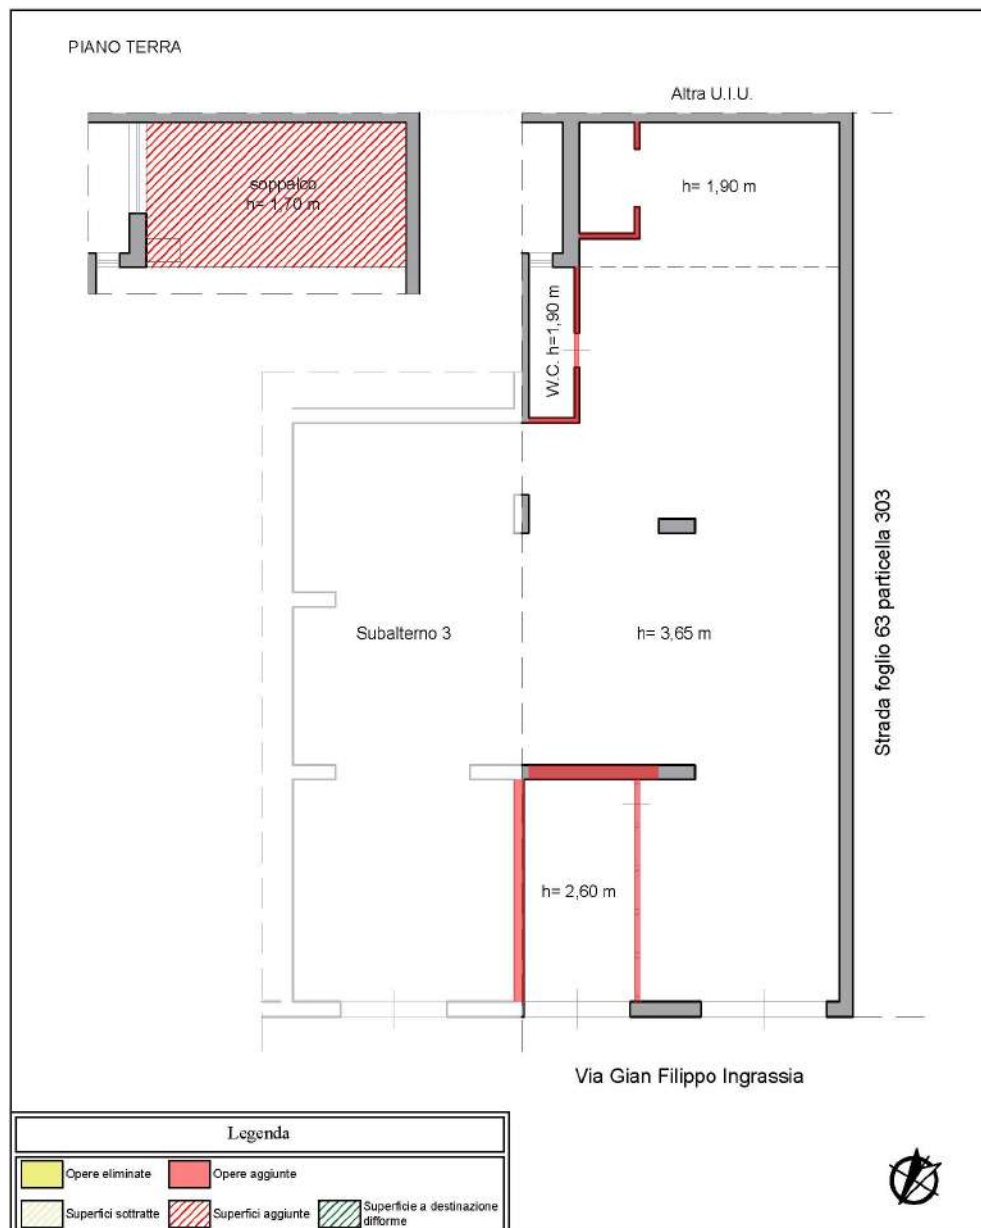 PIANO TERRA
Altra U.I.U.
soppalco
h= 1,70 m
h= 1,90 m
W.C. h=1,90 m
Subalterno 3
h= 3,65 m
Strada foglio 63 particella 303
h= 2,60 m
Via Gian Filippo Ingrassia
Legenda
Opere eliminate
Opere aggiunte
Superfici sottratte
Superfici aggiunte
Superficie a destinazione
difforme